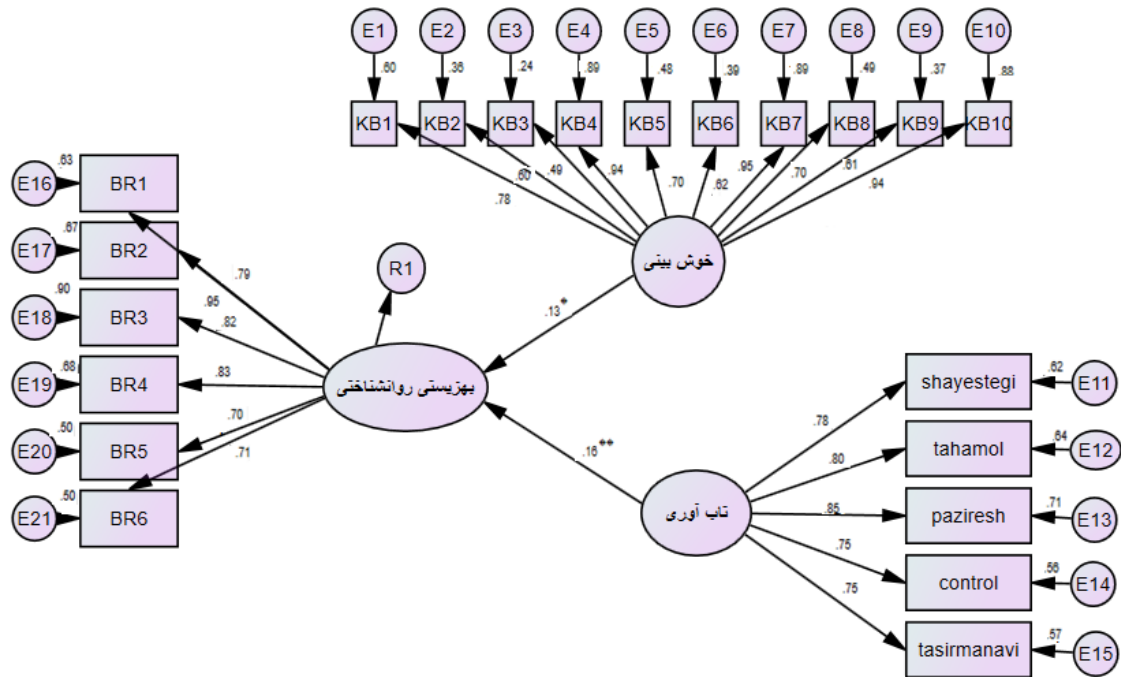 E1 E2 E3 E4 E5 E6 E7 E8 E9 E10
.60 .36 .24 .89 .48 .39 .89 .49 .37 .88
KB1 KB2 KB3 KB4 KB5 KB6 KB7 KB8 KB9 KB10
.78 .60 .49 .94 .70 .62 .95 .70 .61 .94
خوش بینی
.13*
R1
E16 .63 BR1
E17 .67 BR2
E18 .90 BR3
E19 .68 BR4
E20 .50 BR5
E21 .50 BR6
.79
.95
.82
.83
.70
.71
بهزیستی روانشناختی
.16**
تاب آوری
.78
.80
.85
.75
.75
shayestegi .62 E11
tahamol .64 E12
paziresh .71 E13
control .56 E14
tasirmanavi .57 E15